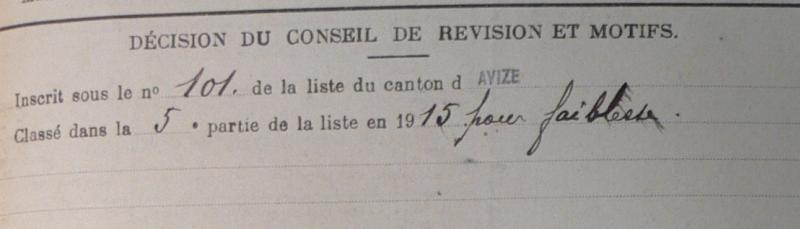 DÉCISION DU CONSEIL DE REVISION ET MOTIFS.
Inscrit sous le nº 101. de la liste du canton d AVIZE
Classé dans la 5 e partie de la liste en 1915 pour faiblesse.